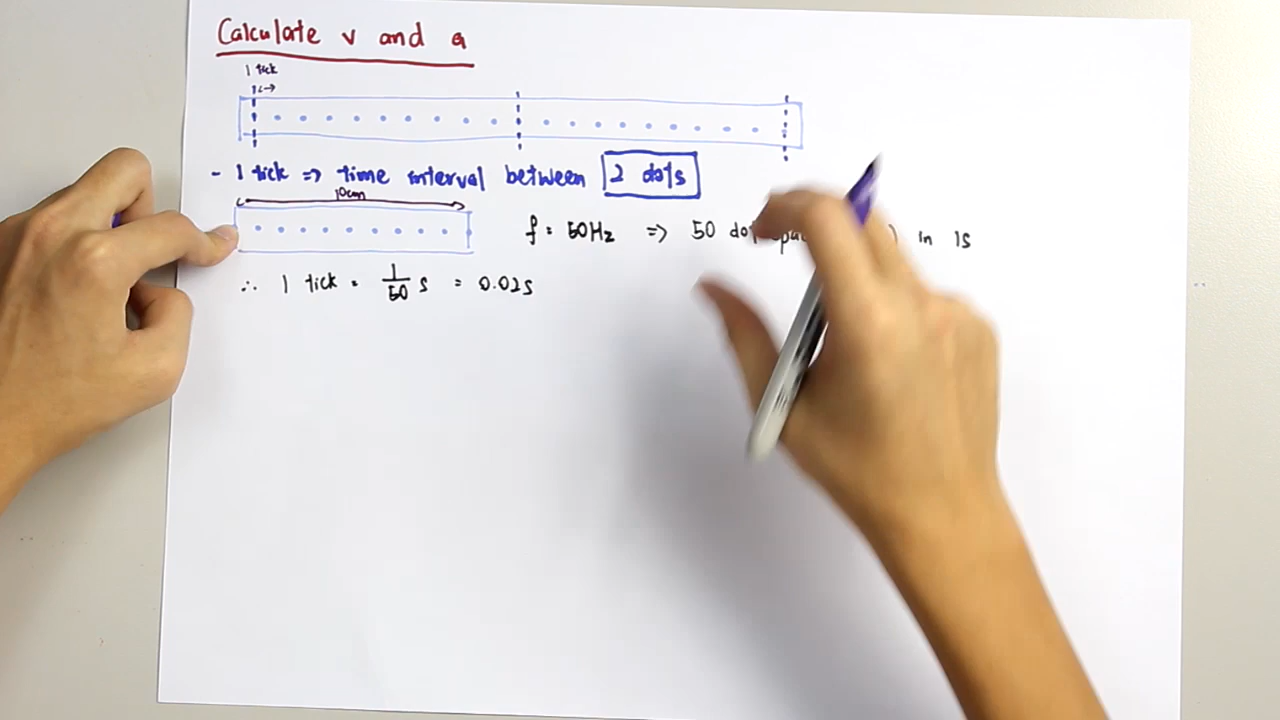 Calculate v and a
1 tick
- 1 tick => time interval between 2 dots
10cm
f = 50Hz => 50 in 1s
∴ 1 tick = 1/50 s = 0.02s